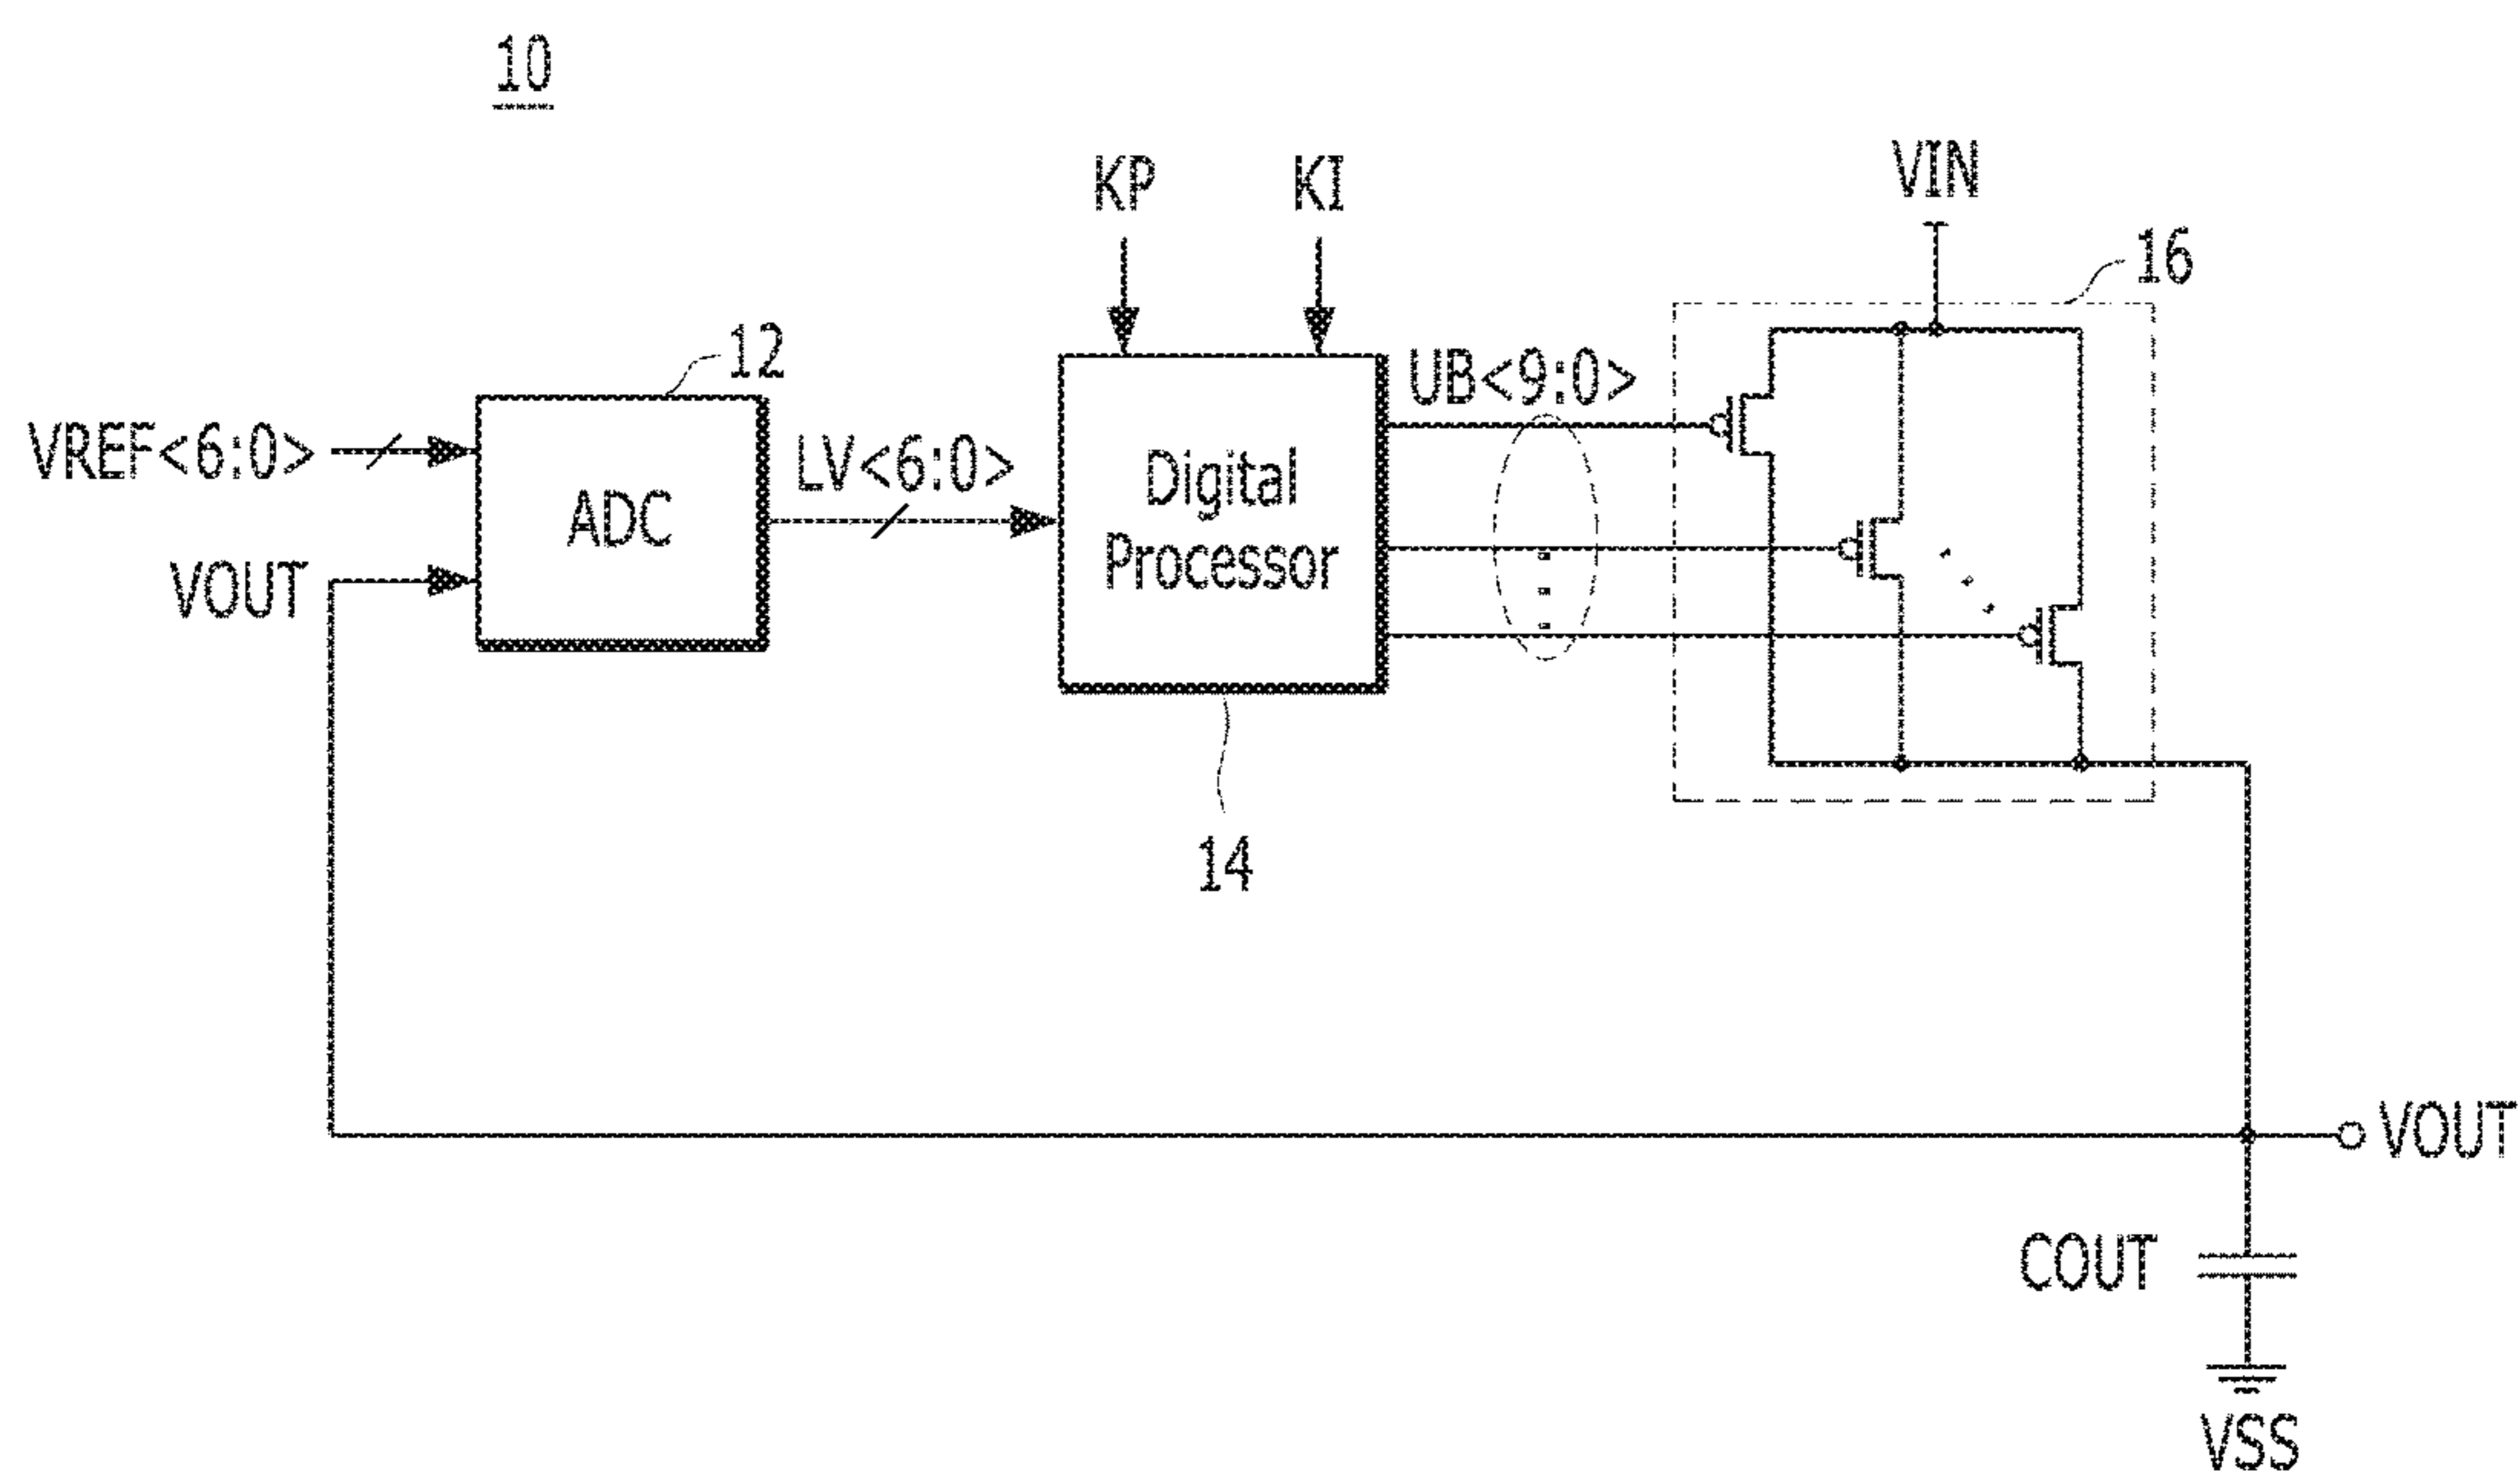 10
KP
KI
VIN
16
12
UB<9:0>
VREF<6:0>
LV<6:0>
ADC
Digital
Processor
VOUT
14
VOUT
COUT
VSS